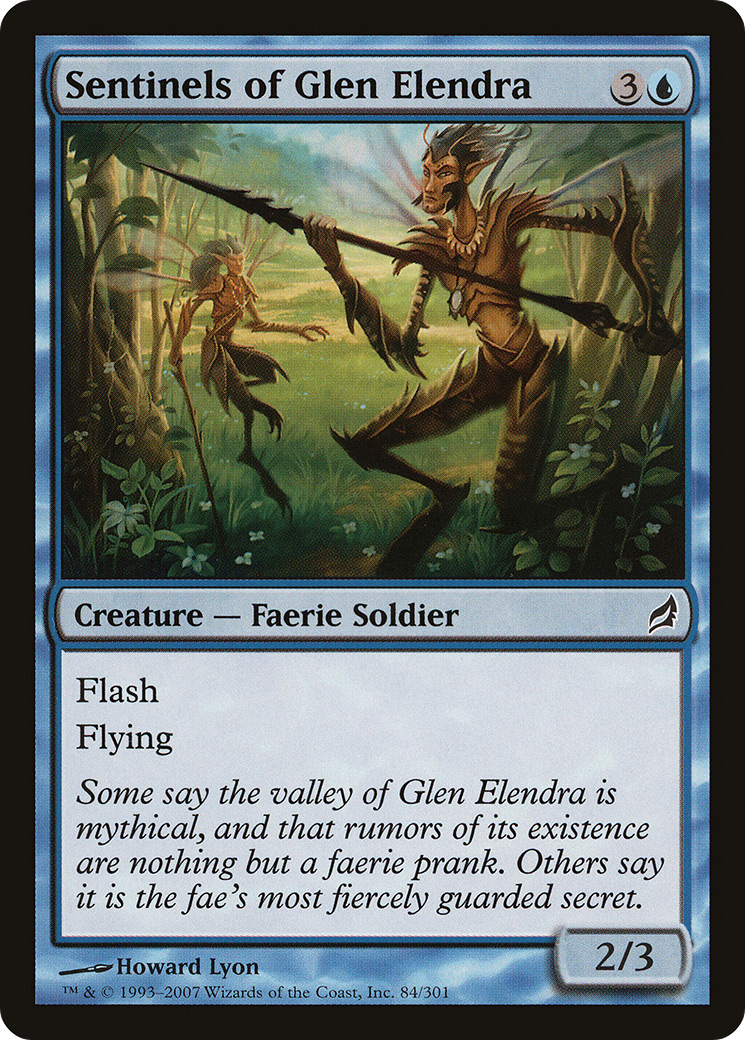 Sentinels of Glen Elendra 3
Creature — Faerie Soldier
Flash
Flying
Some say the valley of Glen Elendra is
mythical, and that rumors of its existence
are nothing but a faerie prank. Others say
it is the fae's most fiercely guarded secret.
2/3
Howard Lyon
™ & © 1993–2007 Wizards of the Coast, Inc. 84/301